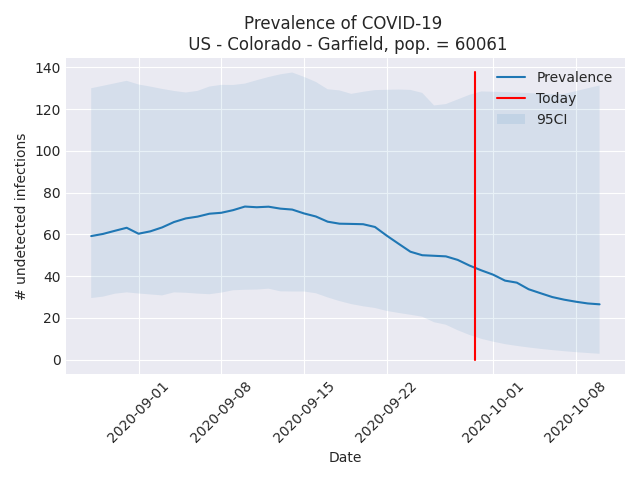 Prevalence of COVID-19
US - Colorado - Garfield, pop. = 60061
140
120
100
80
60
40
20
0
# undetected infections
Prevalence
Today
95CI
2020-09-01
2020-09-08
2020-09-15
2020-09-22
2020-10-01
2020-10-08
Date